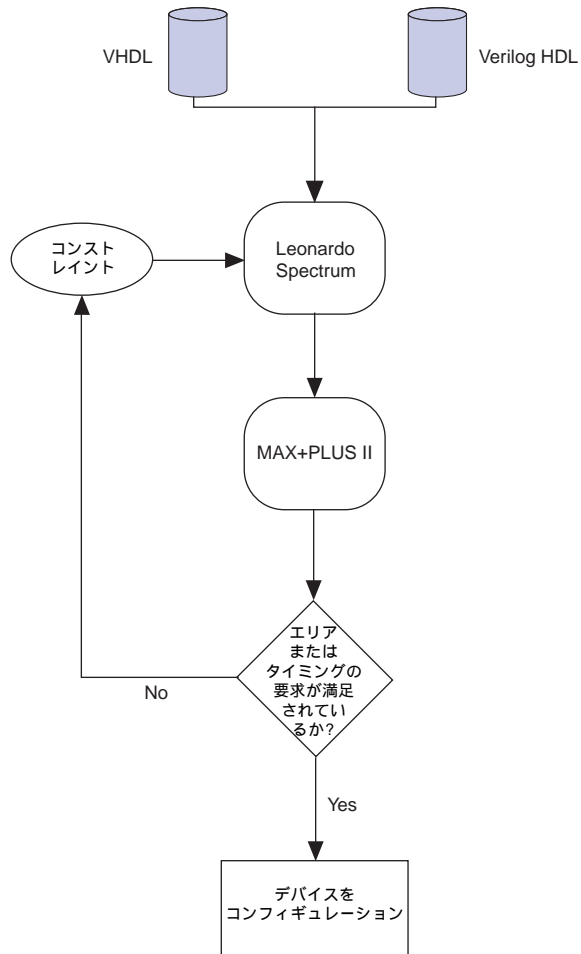 VHDL
Verilog HDL
コンスト
レイント
Leonardo
Spectrum
MAX+PLUS II
エリア
または
タイミングの
要求が満足
されてい
るか?
No
Yes
デバイスを
コンフィギュレーション